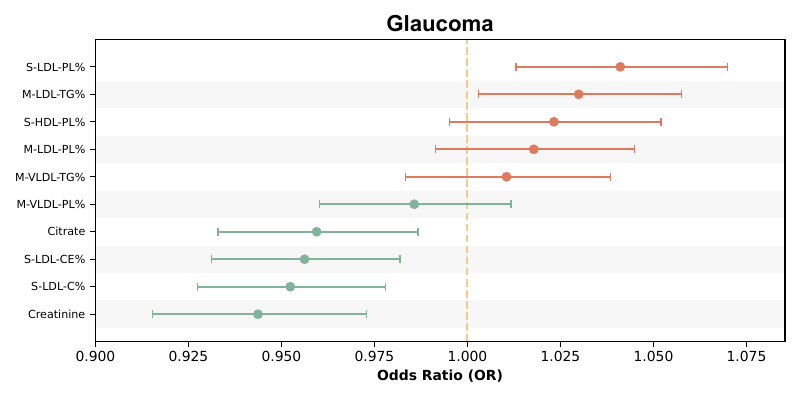 Glaucoma
S-LDL-PL%
M-LDL-TG%
S-HDL-PL%
M-LDL-PL%
M-VLDL-TG%
M-VLDL-PL%
Citrate
S-LDL-CE%
S-LDL-C%
Creatinine
0.900 0.925 0.950 0.975 1.000 1.025 1.050 1.075
Odds Ratio (OR)